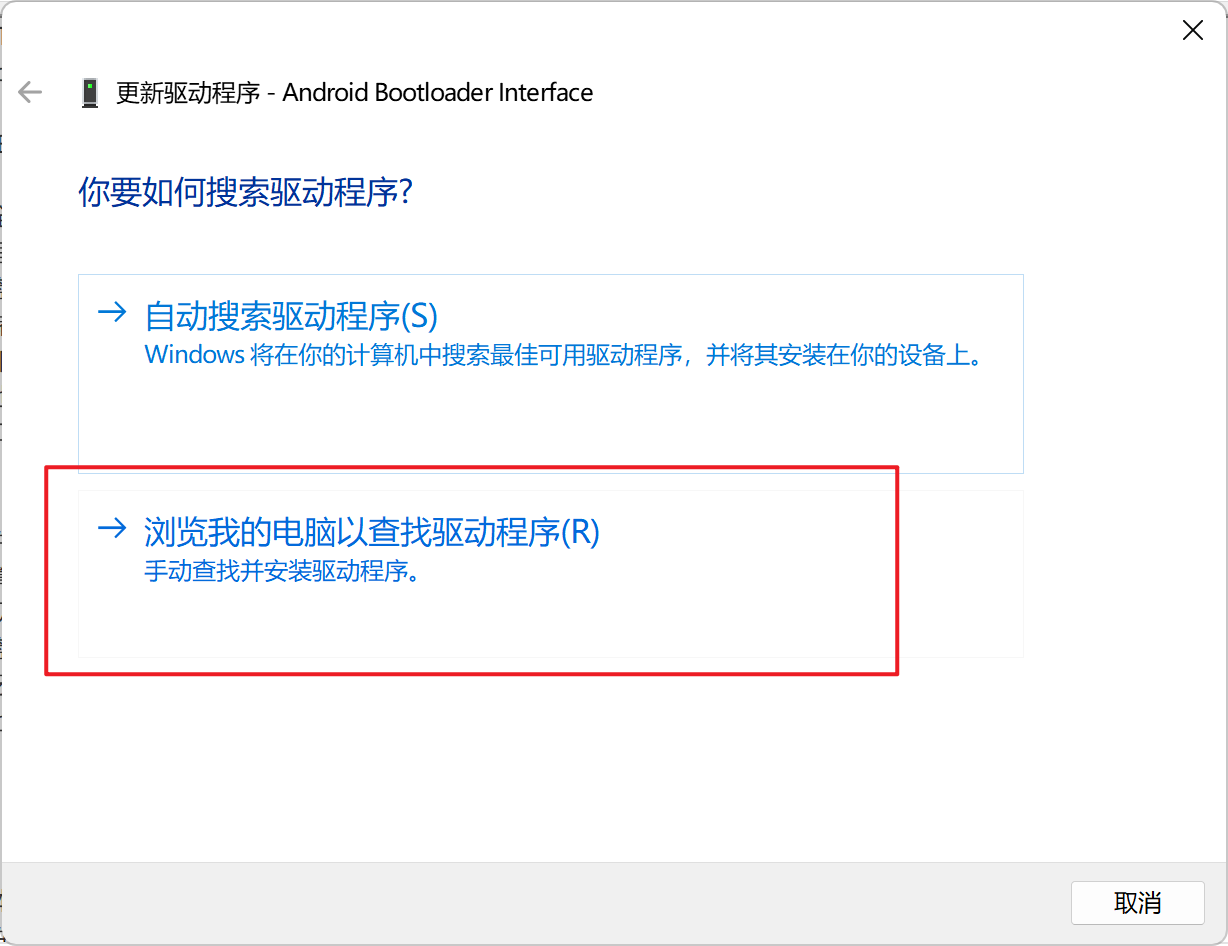 更新驱动程序 - Android Bootloader Interface
你要如何搜索驱动程序?
自动搜索驱动程序(S)
Windows 将在你的计算机中搜索最佳可用驱动程序，并将其安装在你的设备上。
浏览我的电脑以查找驱动程序(R)
手动查找并安装驱动程序。
取消